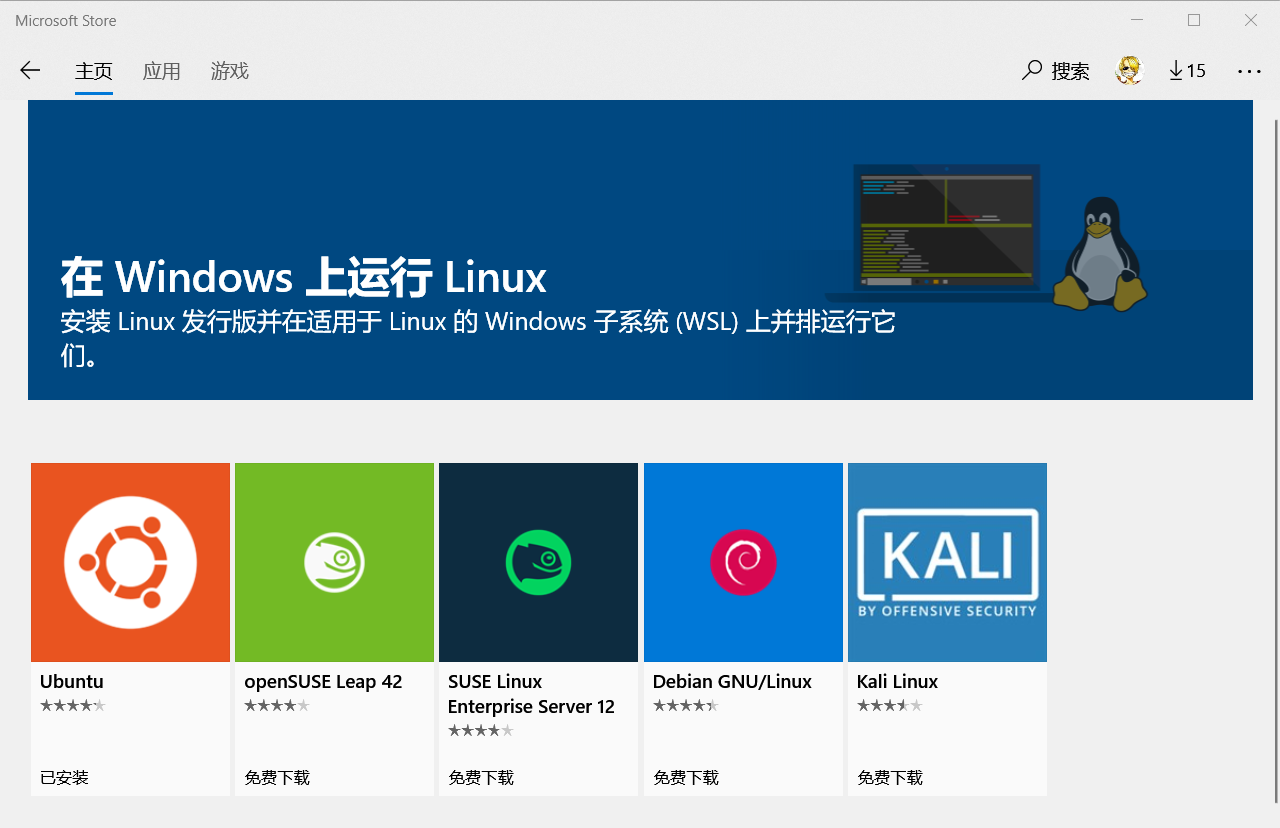 Microsoft Store
主页 应用 游戏 搜索 15
在 Windows 上运行 Linux
安装 Linux 发行版并在适用于 Linux 的 Windows 子系统 (WSL) 上并排运行它
们。
KALI
BY OFFENSIVE SECURITY
Ubuntu
已安装
openSUSE Leap 42
免费下载
SUSE Linux
Enterprise Server 12
免费下载
Debian GNU/Linux
免费下载
Kali Linux
免费下载